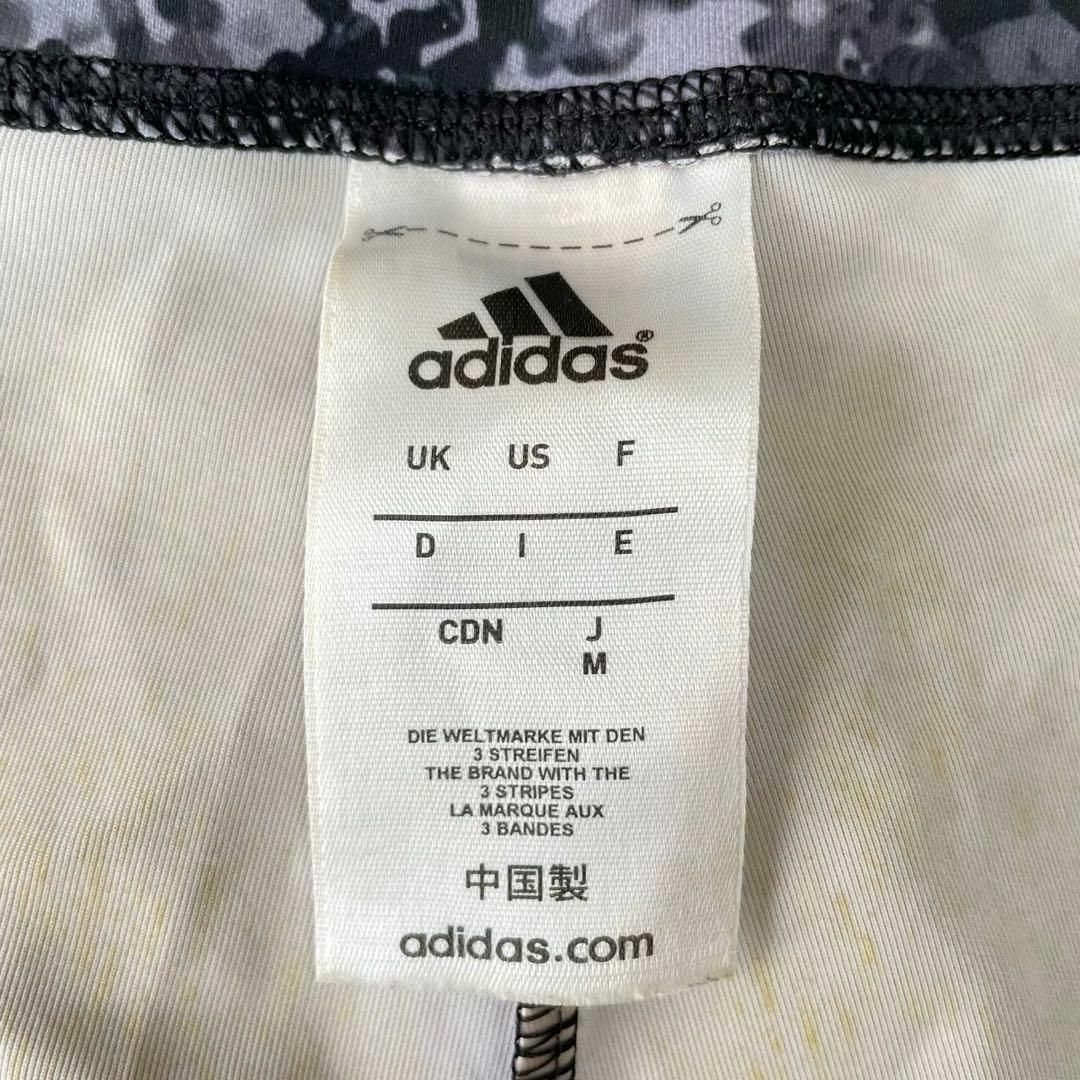 adidas®
UK US F
D I E
CDN J
M
DIE WELTMARKE MIT DEN
3 STREIFEN
THE BRAND WITH THE
3 STRIPES
LA MARQUE AUX
3 BANDES
中国製
adidas.com